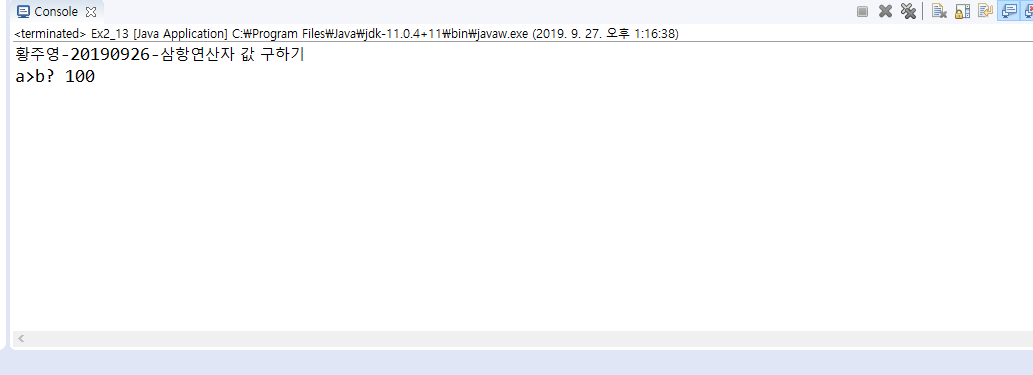 Console
<terminated> Ex2_13 [Java Application] C:₩Program Files₩Java₩jdk-11.0.4+11₩bin₩javaw.exe (2019. 9. 27. 오후 1:16:38)
황주영-20190926-삼항연산자 값 구하기
a>b? 100